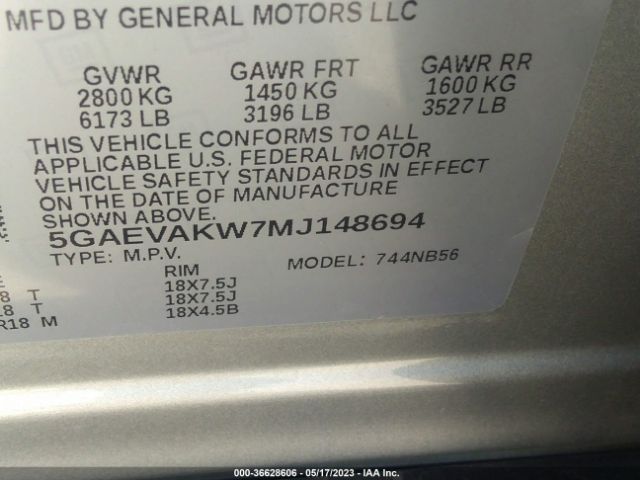 MFD BY GENERAL MOTORS LLC
GVWR GAWR FRT GAWR RR
2800 KG 1450 KG 1600 KG
6173 LB 3196 LB 3527 LB
THIS VEHICLE CONFORMS TO ALL
APPLICABLE U.S. FEDERAL MOTOR
VEHICLE SAFETY STANDARDS IN EFFECT
ON THE DATE OF MANUFACTURE
SHOWN ABOVE.
5GAEVAKW7MJ148694
TYPE: M.P.V. MODEL: 744NB56
RIM
8 T 18X7.5J
8 T 18X7.5J
R18 M 18X4.5B
000-36628606 - 05/17/2023 - IAA Inc.